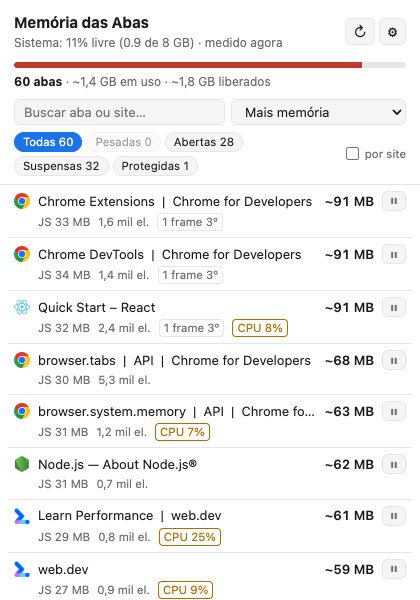 Memória das Abas
Sistema: 11% livre (0.9 de 8 GB) · medido agora
60 abas · ~1,4 GB em uso · ~1,8 GB liberados
Buscar aba ou site...
Mais memória
Todas 60
Pesadas 0
Abertas 28
Suspensas 32
Protegidas 1
por site
Chrome Extensions | Chrome for Developers ~91 MB
JS 33 MB 1,6 mil el. 1 frame 3º
Chrome DevTools | Chrome for Developers ~91 MB
JS 34 MB 1,4 mil el. 1 frame 3º
Quick Start – React ~91 MB
JS 32 MB 2,4 mil el. 1 frame 3º CPU 8%
browser.tabs | API | Chrome for Developers ~68 MB
JS 30 MB 5,3 mil el.
browser.system.memory | API | Chrome fo... ~63 MB
JS 31 MB 1,2 mil el. CPU 7%
Node.js — About Node.js® ~62 MB
JS 31 MB 0,7 mil el.
Learn Performance | web.dev ~61 MB
JS 29 MB 0,8 mil el. CPU 25%
web.dev ~59 MB
JS 27 MB 0,9 mil el. CPU 9%